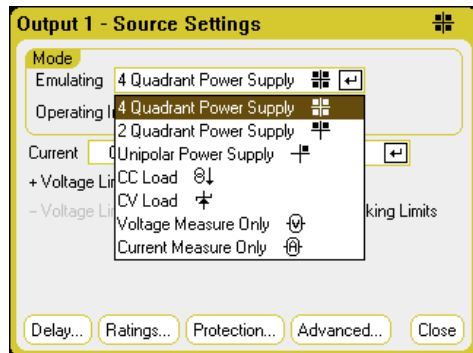 Output 1 - Source Settings
Mode
Emulating 4 Quadrant Power Supply
Operating
4 Quadrant Power Supply
2 Quadrant Power Supply
Unipolar Power Supply
CC Load
CV Load
Voltage Measure Only
Current Measure Only
Current
+ Voltage
- Voltage
king Limits
Delay... Ratings... Protection... Advanced... Close